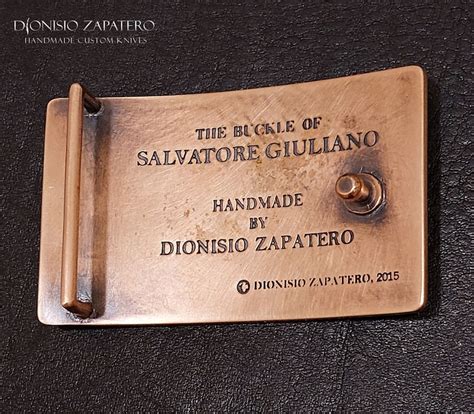 DIONISIO ZAPATERO
HANDMADE CUSTOM KNIVES
THE BUCKLE OF
SALVATORE GIULIANO
HANDMADE
BY
DIONISIO ZAPATERO
© DIONISIO ZAPATERO, 2015